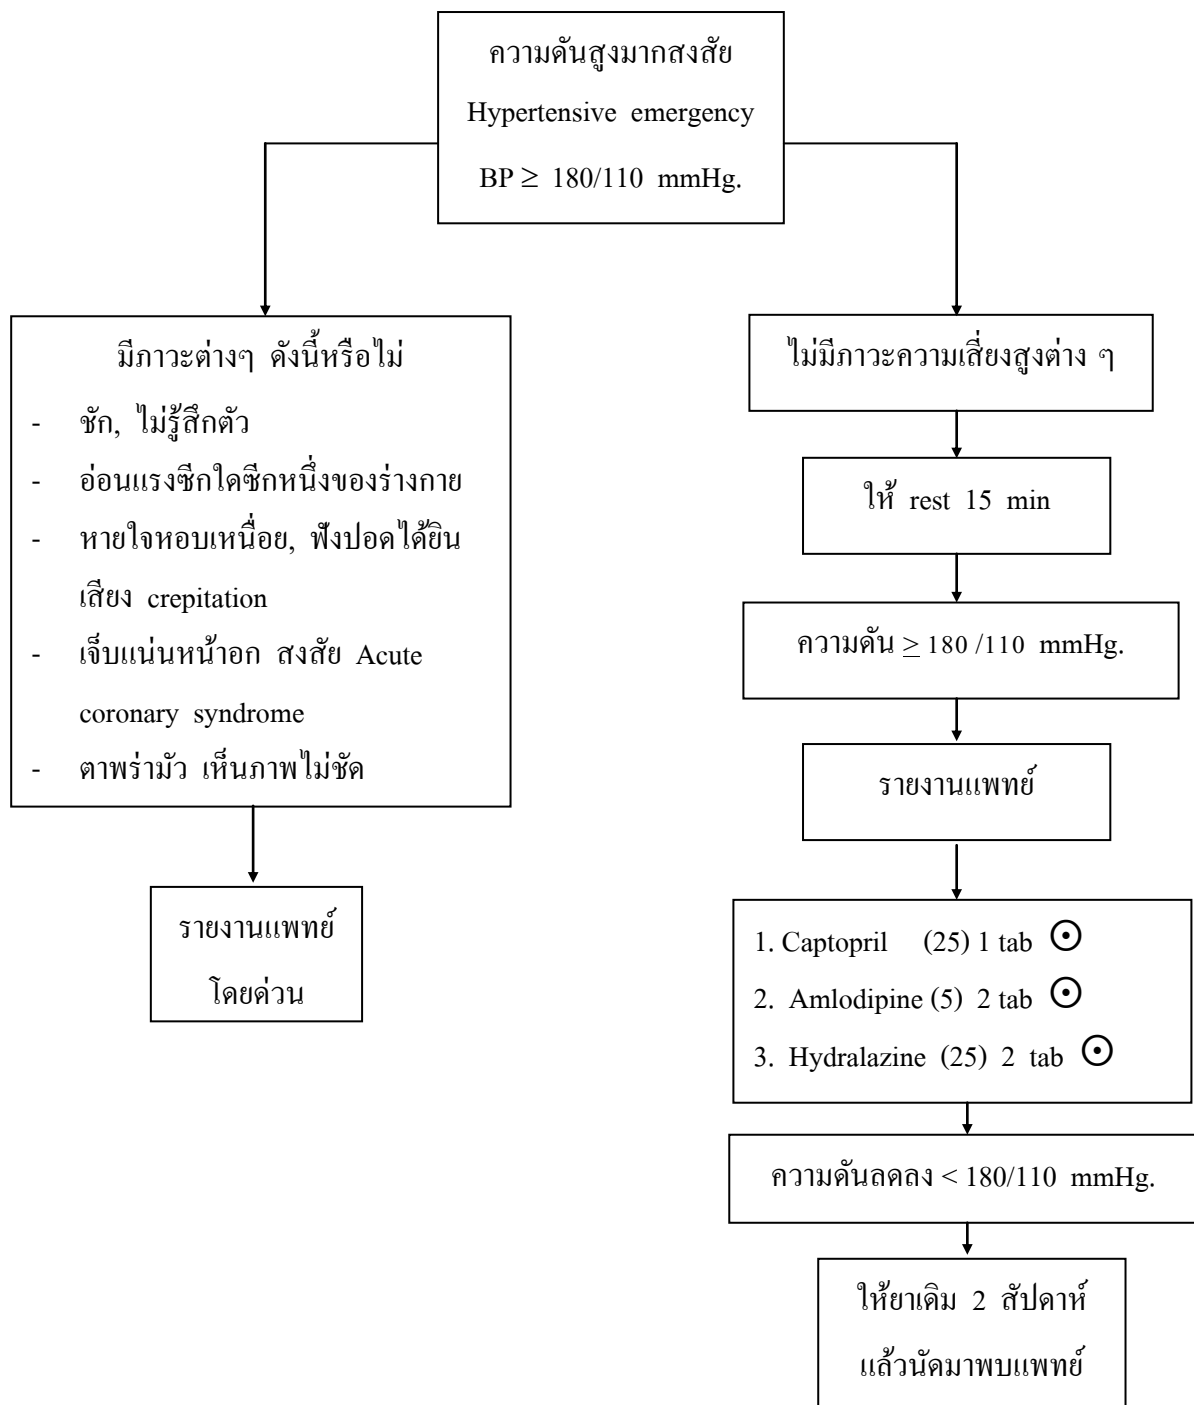 ความดันสูงมากสงสัย
Hypertensive emergency
BP ≥ 180/110 mmHg.
มีภาวะต่างๆ ดังนี้หรือไม่
- ชัก, ไม่รู้สึกตัว
- อ่อนแรงซีกใดซีกหนึ่งของร่างกาย
- หายใจหอบเหนื่อย, ฟังปอดได้ยิน
เสียง crepitation
- เจ็บแน่นหน้าอก สงสัย Acute
coronary syndrome
- ตาพร่ามัว เห็นภาพไม่ชัด
รายงานแพทย์
โดยด่วน
ไม่มีภาวะความเสี่ยงสูงต่าง ๆ
ให้ rest 15 min
ความดัน ≥ 180 /110 mmHg.
รายงานแพทย์
1. Captopril (25) 1 tab ⊙
2. Amlodipine (5) 2 tab ⊙
3. Hydralazine (25) 2 tab ⊙
ความดันลดลง < 180/110 mmHg.
ให้ยาเดิม 2 สัปดาห์
แล้วนัดมาพบแพทย์